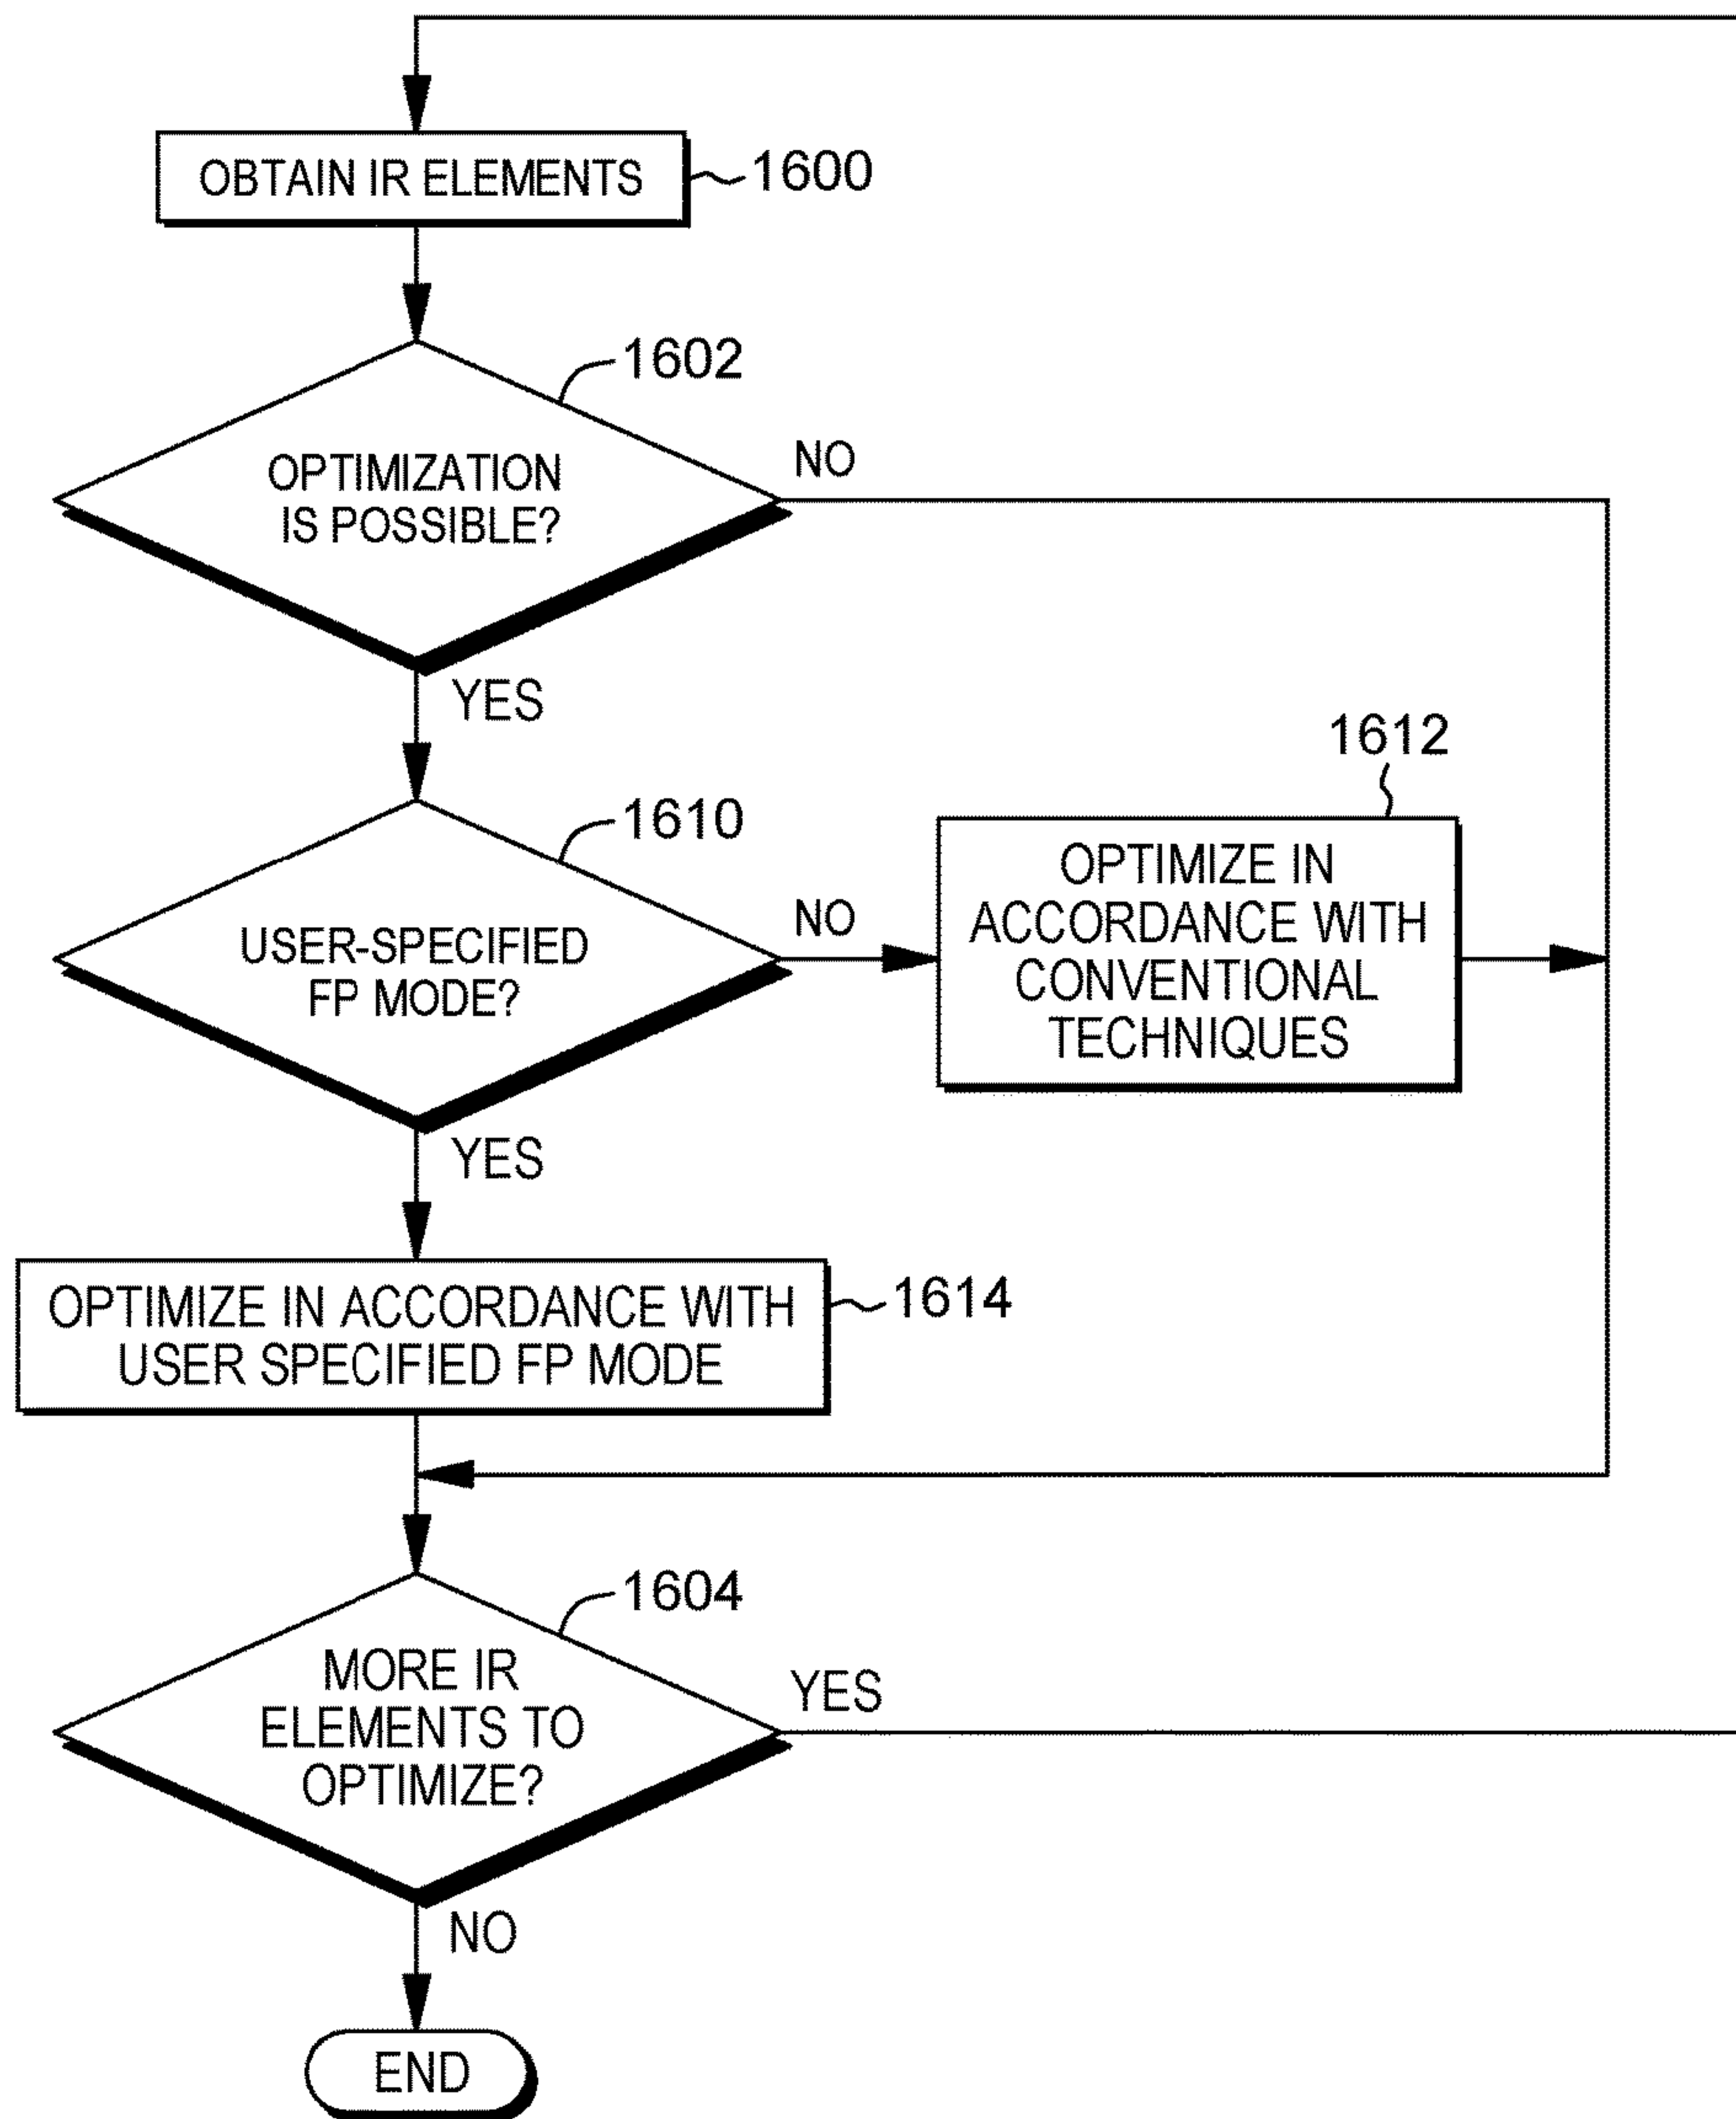 OBTAIN IR ELEMENTS
1600
1602
OPTIMIZATION
IS POSSIBLE?
NO
YES
1610
USER-SPECIFIED
FP MODE?
NO
1612
OPTIMIZE IN
ACCORDANCE WITH
CONVENTIONAL
TECHNIQUES
YES
OPTIMIZE IN ACCORDANCE WITH
USER SPECIFIED FP MODE
1614
1604
MORE IR
ELEMENTS TO
OPTIMIZE?
YES
NO
END